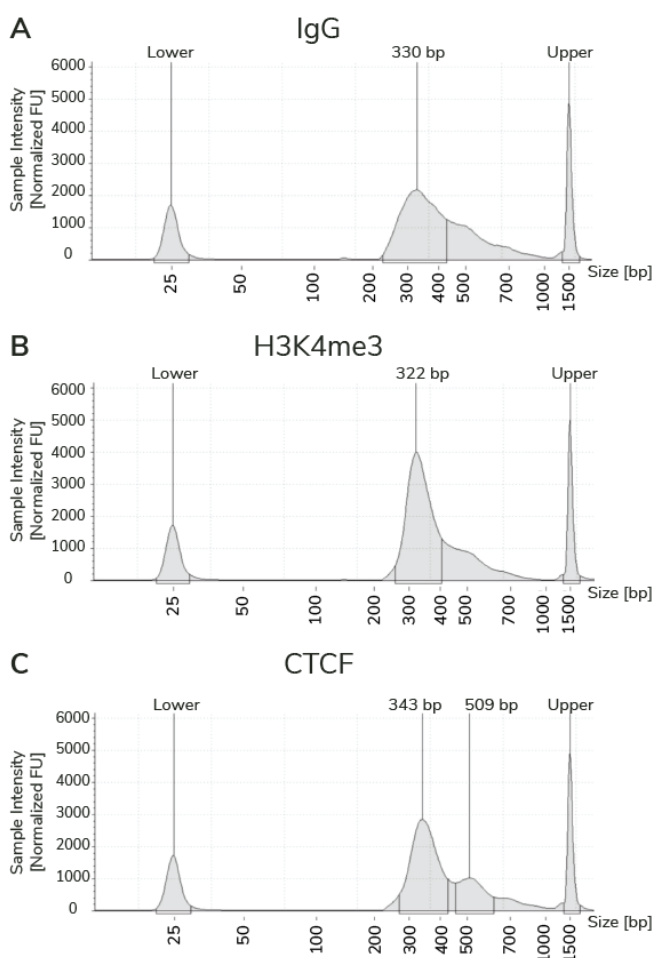 A
IgG
Lower 330 bp Upper
Sample Intensity
[Normalized FU]
6000
5000
4000
3000
2000
1000
0
25 50 100 200 300 400 500 700 1000 1500 Size [bp]
B
H3K4me3
Lower 322 bp Upper
Sample Intensity
[Normalized FU]
6000
5000
4000
3000
2000
1000
0
25 50 100 200 300 400 500 700 1000 1500 Size [bp]
C
CTCF
Lower 343 bp 509 bp Upper
Sample Intensity
[Normalized FU]
6000
5000
4000
3000
2000
1000
0
25 50 100 200 300 400 500 700 1000 1500 Size [bp]